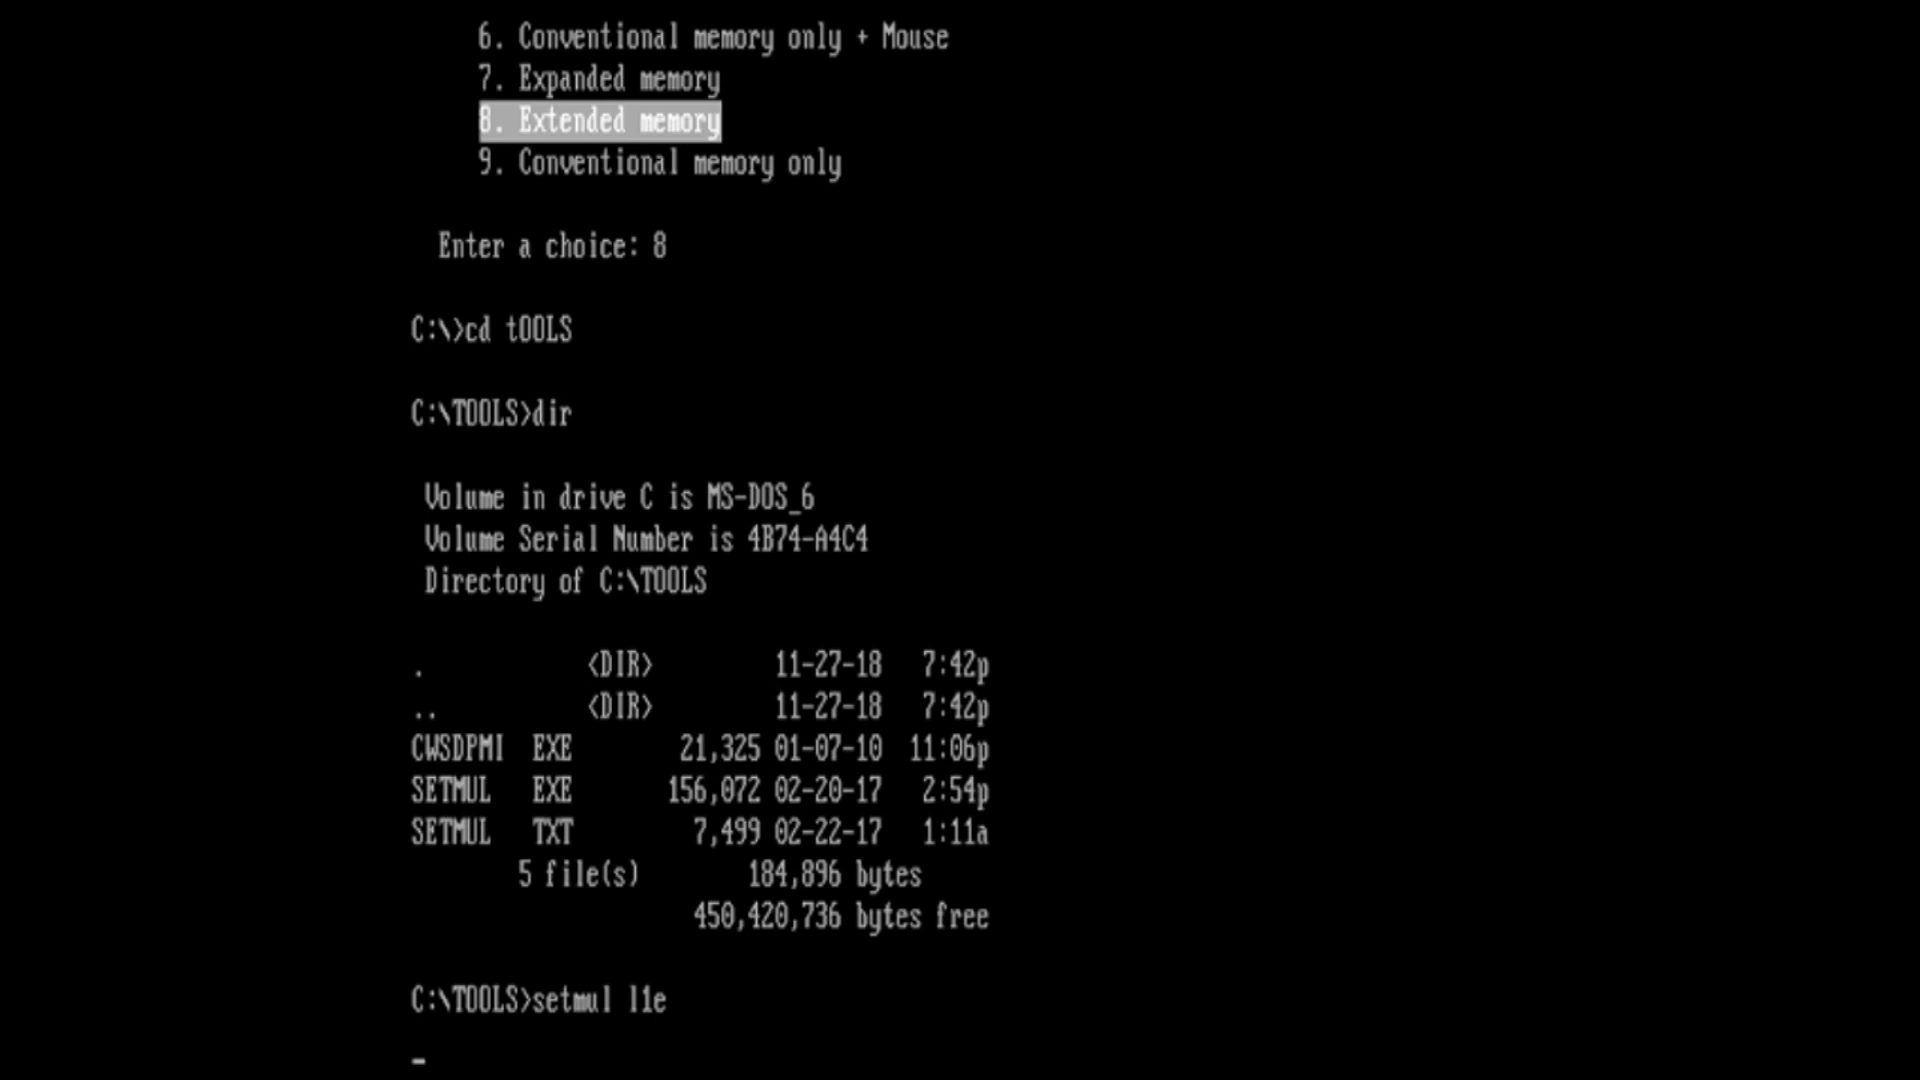 6. Conventional memory only + Mouse
7. Expanded memory
8. Extended memory
9. Conventional memory only
Enter a choice: 8
C:\>cd tOOLS
C:\TOOLS>dir
Volume in drive C is MS-DOS_6
Volume Serial Number is 4B74-A4C4
Directory of C:\TOOLS
. <DIR> 11-27-18 7:42p
.. <DIR> 11-27-18 7:42p
CWSDPMI EXE 21,325 01-07-10 11:06p
SETMUL EXE 156,072 02-20-17 2:54p
SETMUL TXT 7,499 02-22-17 1:11a
5 file(s) 184,896 bytes
450,420,736 bytes free
C:\TOOLS>setmul l1e